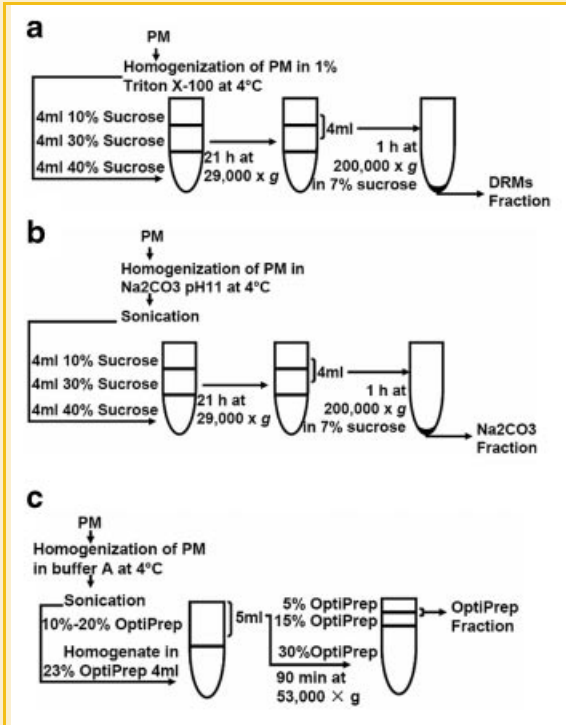 a
PM
Homogenization of PM in 1%
Triton X-100 at 4°C
4ml 10% Sucrose
4ml 30% Sucrose
4ml 40% Sucrose
21 h at
29,000 x g
4ml
1 h at
200,000 x g
in 7% sucrose
DRMs
Fraction
b
PM
Homogenization of PM in
Na2CO3 pH11 at 4°C
Sonication
4ml 10% Sucrose
4ml 30% Sucrose
4ml 40% Sucrose
21 h at
29,000 x g
4ml
1 h at
200,000 x g
in 7% sucrose
Na2CO3
Fraction
c
PM
Homogenization of PM
in buffer A at 4°C
Sonication
10%-20% OptiPrep
Homogenate in
23% OptiPrep 4ml
5ml
5% OptiPrep
15% OptiPrep
30%OptiPrep
90 min at
53,000 × g
OptiPrep
Fraction